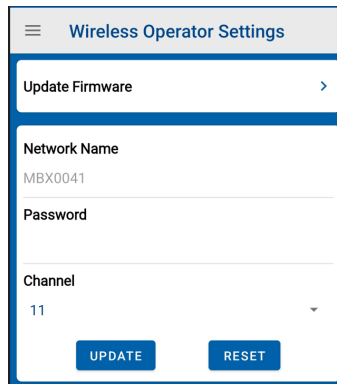 Wireless Operator Settings
Update Firmware
Network Name
MBX0041
Password
Channel
11
UPDATE RESET